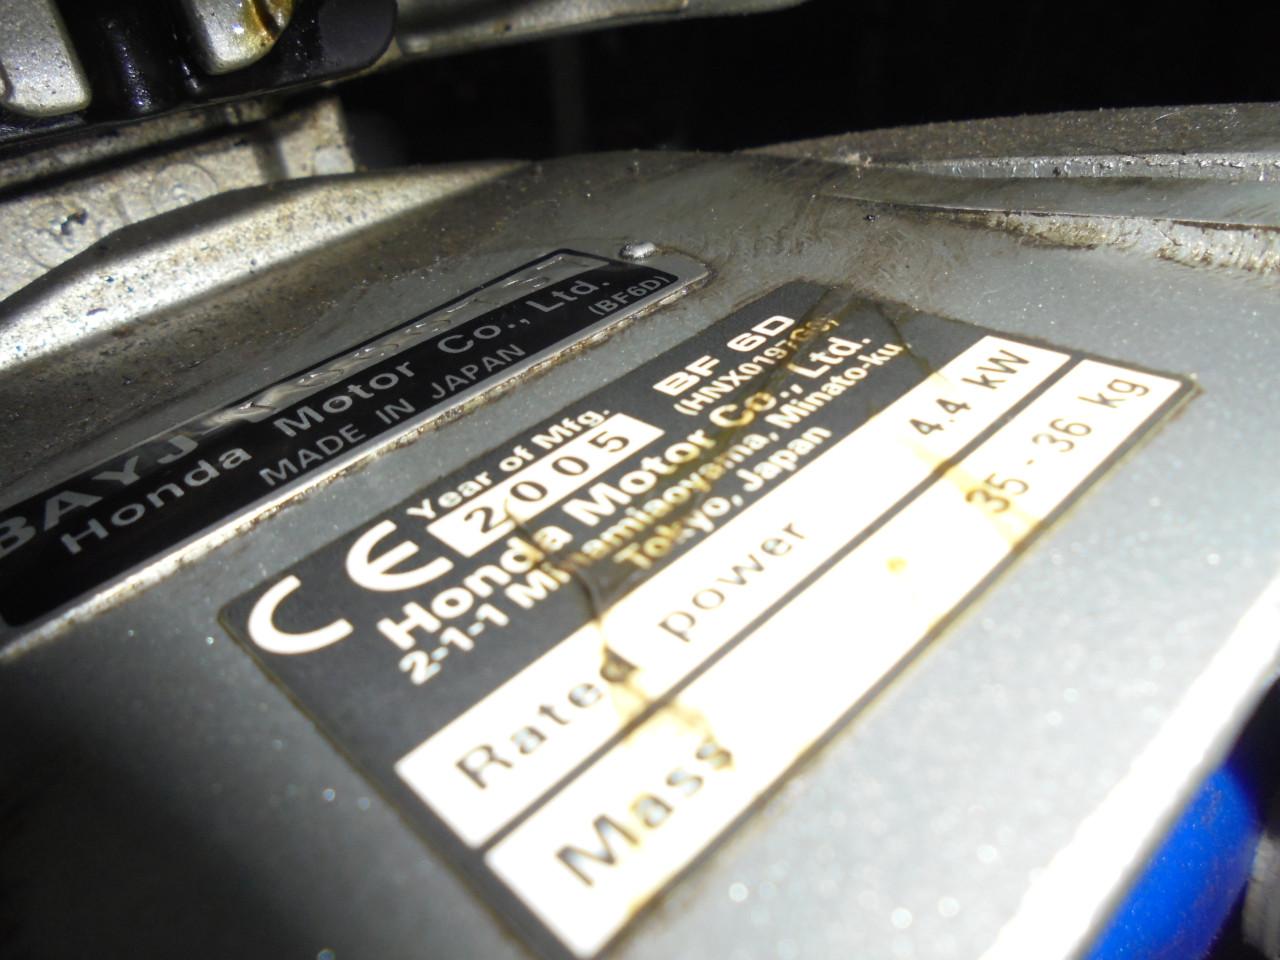 BAYJ
Honda Motor Co., Ltd.
MADE IN JAPAN
(BF6D)
CE
Year of Mfg.
2005
BF 6D
Honda Motor Co., Ltd.
2-1-1 Minamiaoyama, Minato-ku
Tokyo, Japan
Rated power 4.4 kW
Mass 35 - 36 kg